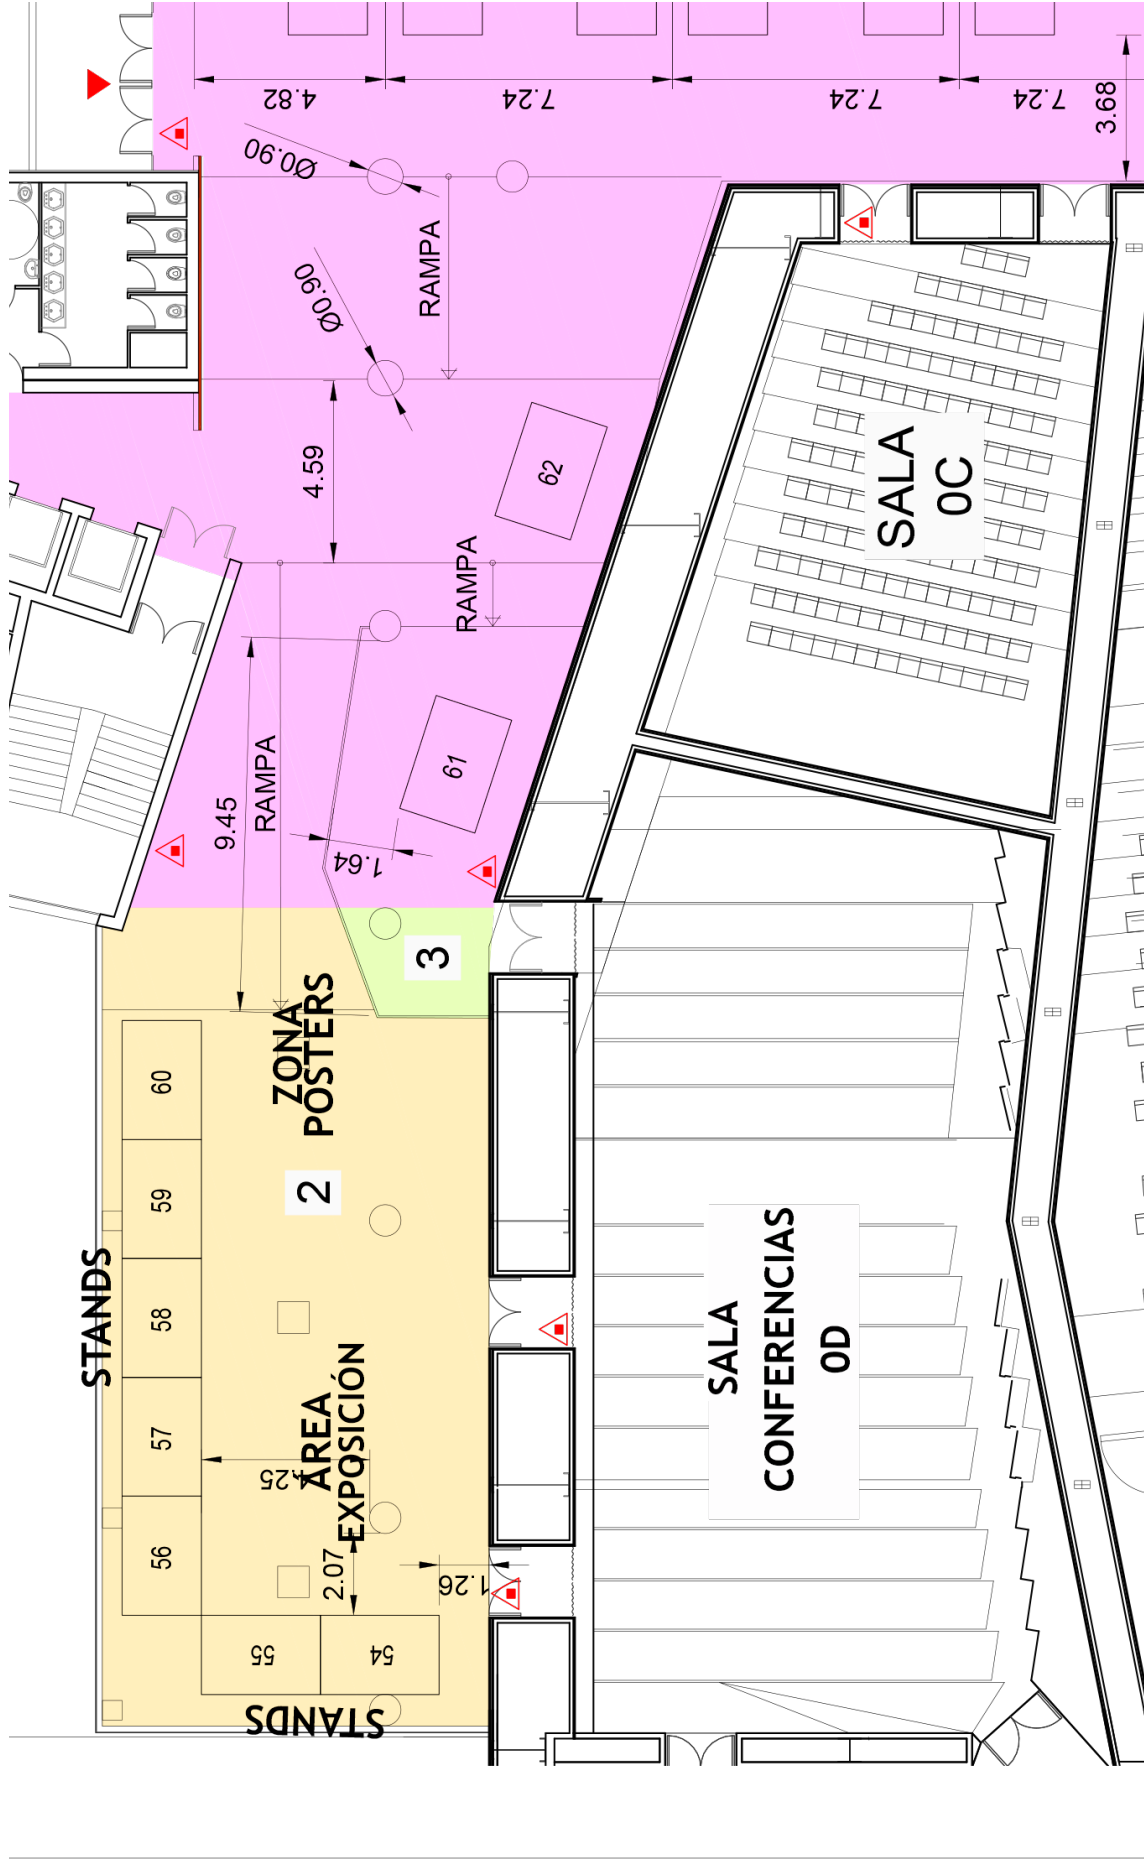 4.82
7.24
7.24
7.24
3.68
Ø0.90
RAMPA
Ø0.90
4.59
62
SALA
0C
RAMPA
RAMPA
9.45
61
1.64
3
ZONA
POSTERS
60
2
59
STANDS
58
SALA
CONFERENCIAS
0D
57
ÁREA
EXPOSICIÓN
4.25
56
2.07
1.26
55
54
STANDS